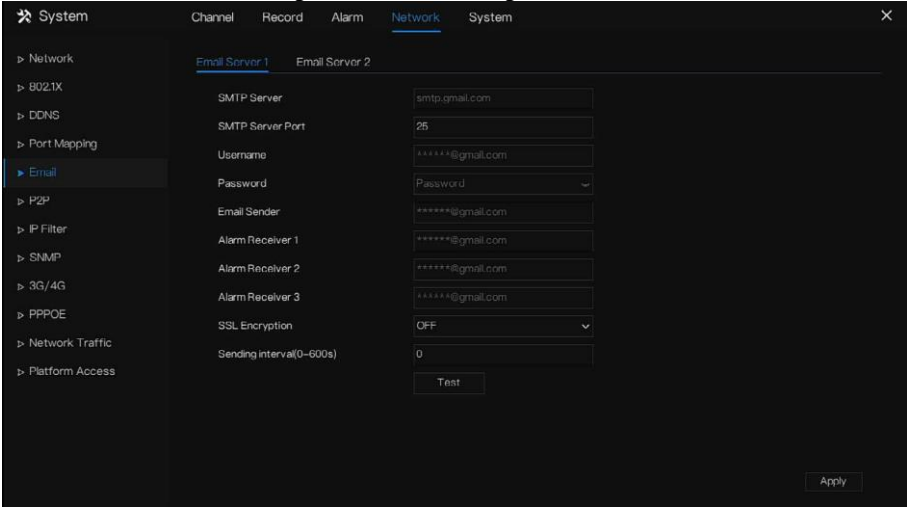 System
Channel Record Alarm Network System
Network
802.1X
DDNS
Port Mapping
Email
P2P
IP Filter
SNMP
3G/4G
PPPOE
Network Traffic
Platform Access
Email Server 1 Email Server 2
SMTP Server smtp.gmail.com
SMTP Server Port 25
Username ******@gmail.com
Password Password
Email Sender ******@gmail.com
Alarm Receiver 1 ******@gmail.com
Alarm Receiver 2 ******@gmail.com
Alarm Receiver 3 ******@gmail.com
SSL Encryption OFF
Sending interval(0~600s) 0
Test
Apply